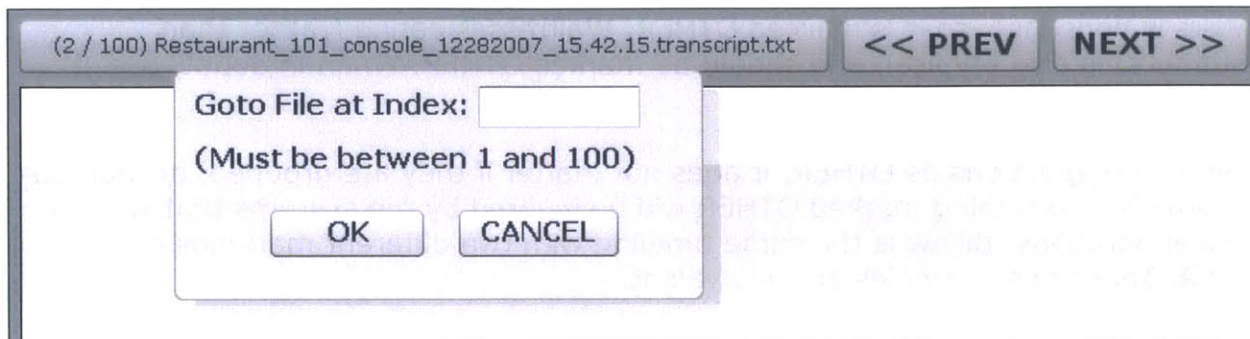 (2 / 100) Restaurant_101_console_12282007_15.42.15.transcript.txt << PREV NEXT >>
Goto File at Index:
(Must be between 1 and 100)
OK CANCEL